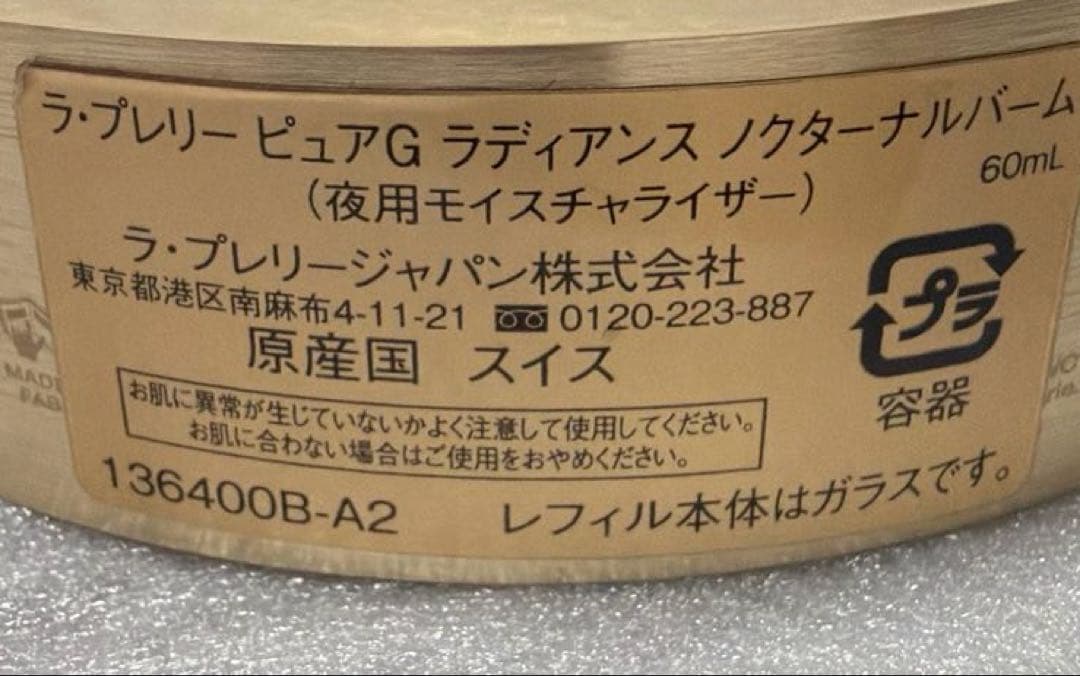 ラ・プレリー ピュアG ラディアンス ノクターナルバーム
60mL
(夜用モイスチャライザー)
ラ・プレリージャパン株式会社
東京都港区南麻布4-11-21 0120-223-887
原産国 スイス
プラ
容器
お肌に異常が生じていないかよく注意して使用してください。
お肌に合わない場合はご使用をおやめください。
136400B-A2 レフィル本体はガラスです。
MADE